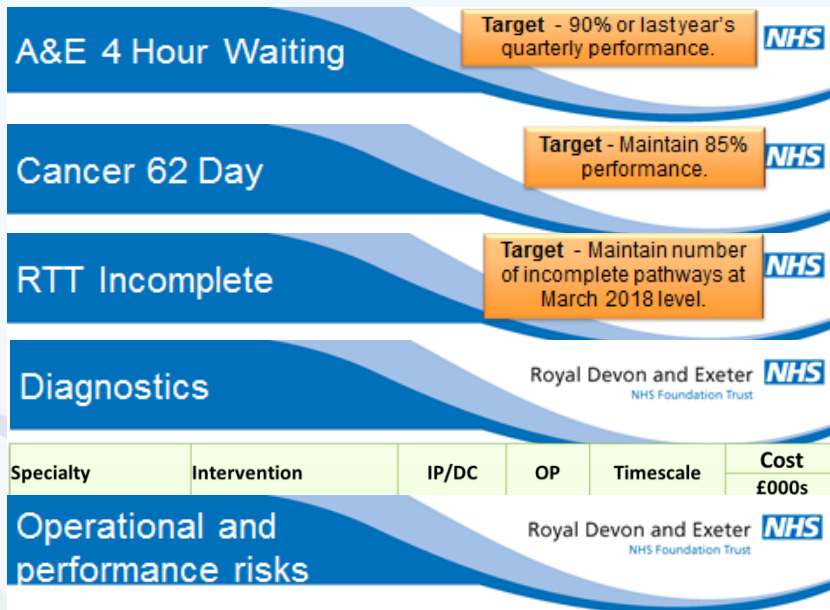 A&E 4 Hour Waiting
Target - 90% or last year's
quarterly performance.
NHS
Cancer 62 Day
Target - Maintain 85%
performance.
NHS
RTT Incomplete
Target - Maintain number
of incomplete pathways at
March 2018 level.
NHS
Diagnostics
Royal Devon and Exeter NHS
NHS Foundation Trust
Specialty Intervention IP/DC OP Timescale Cost
£000s
Operational and
performance risks
Royal Devon and Exeter NHS
NHS Foundation Trust